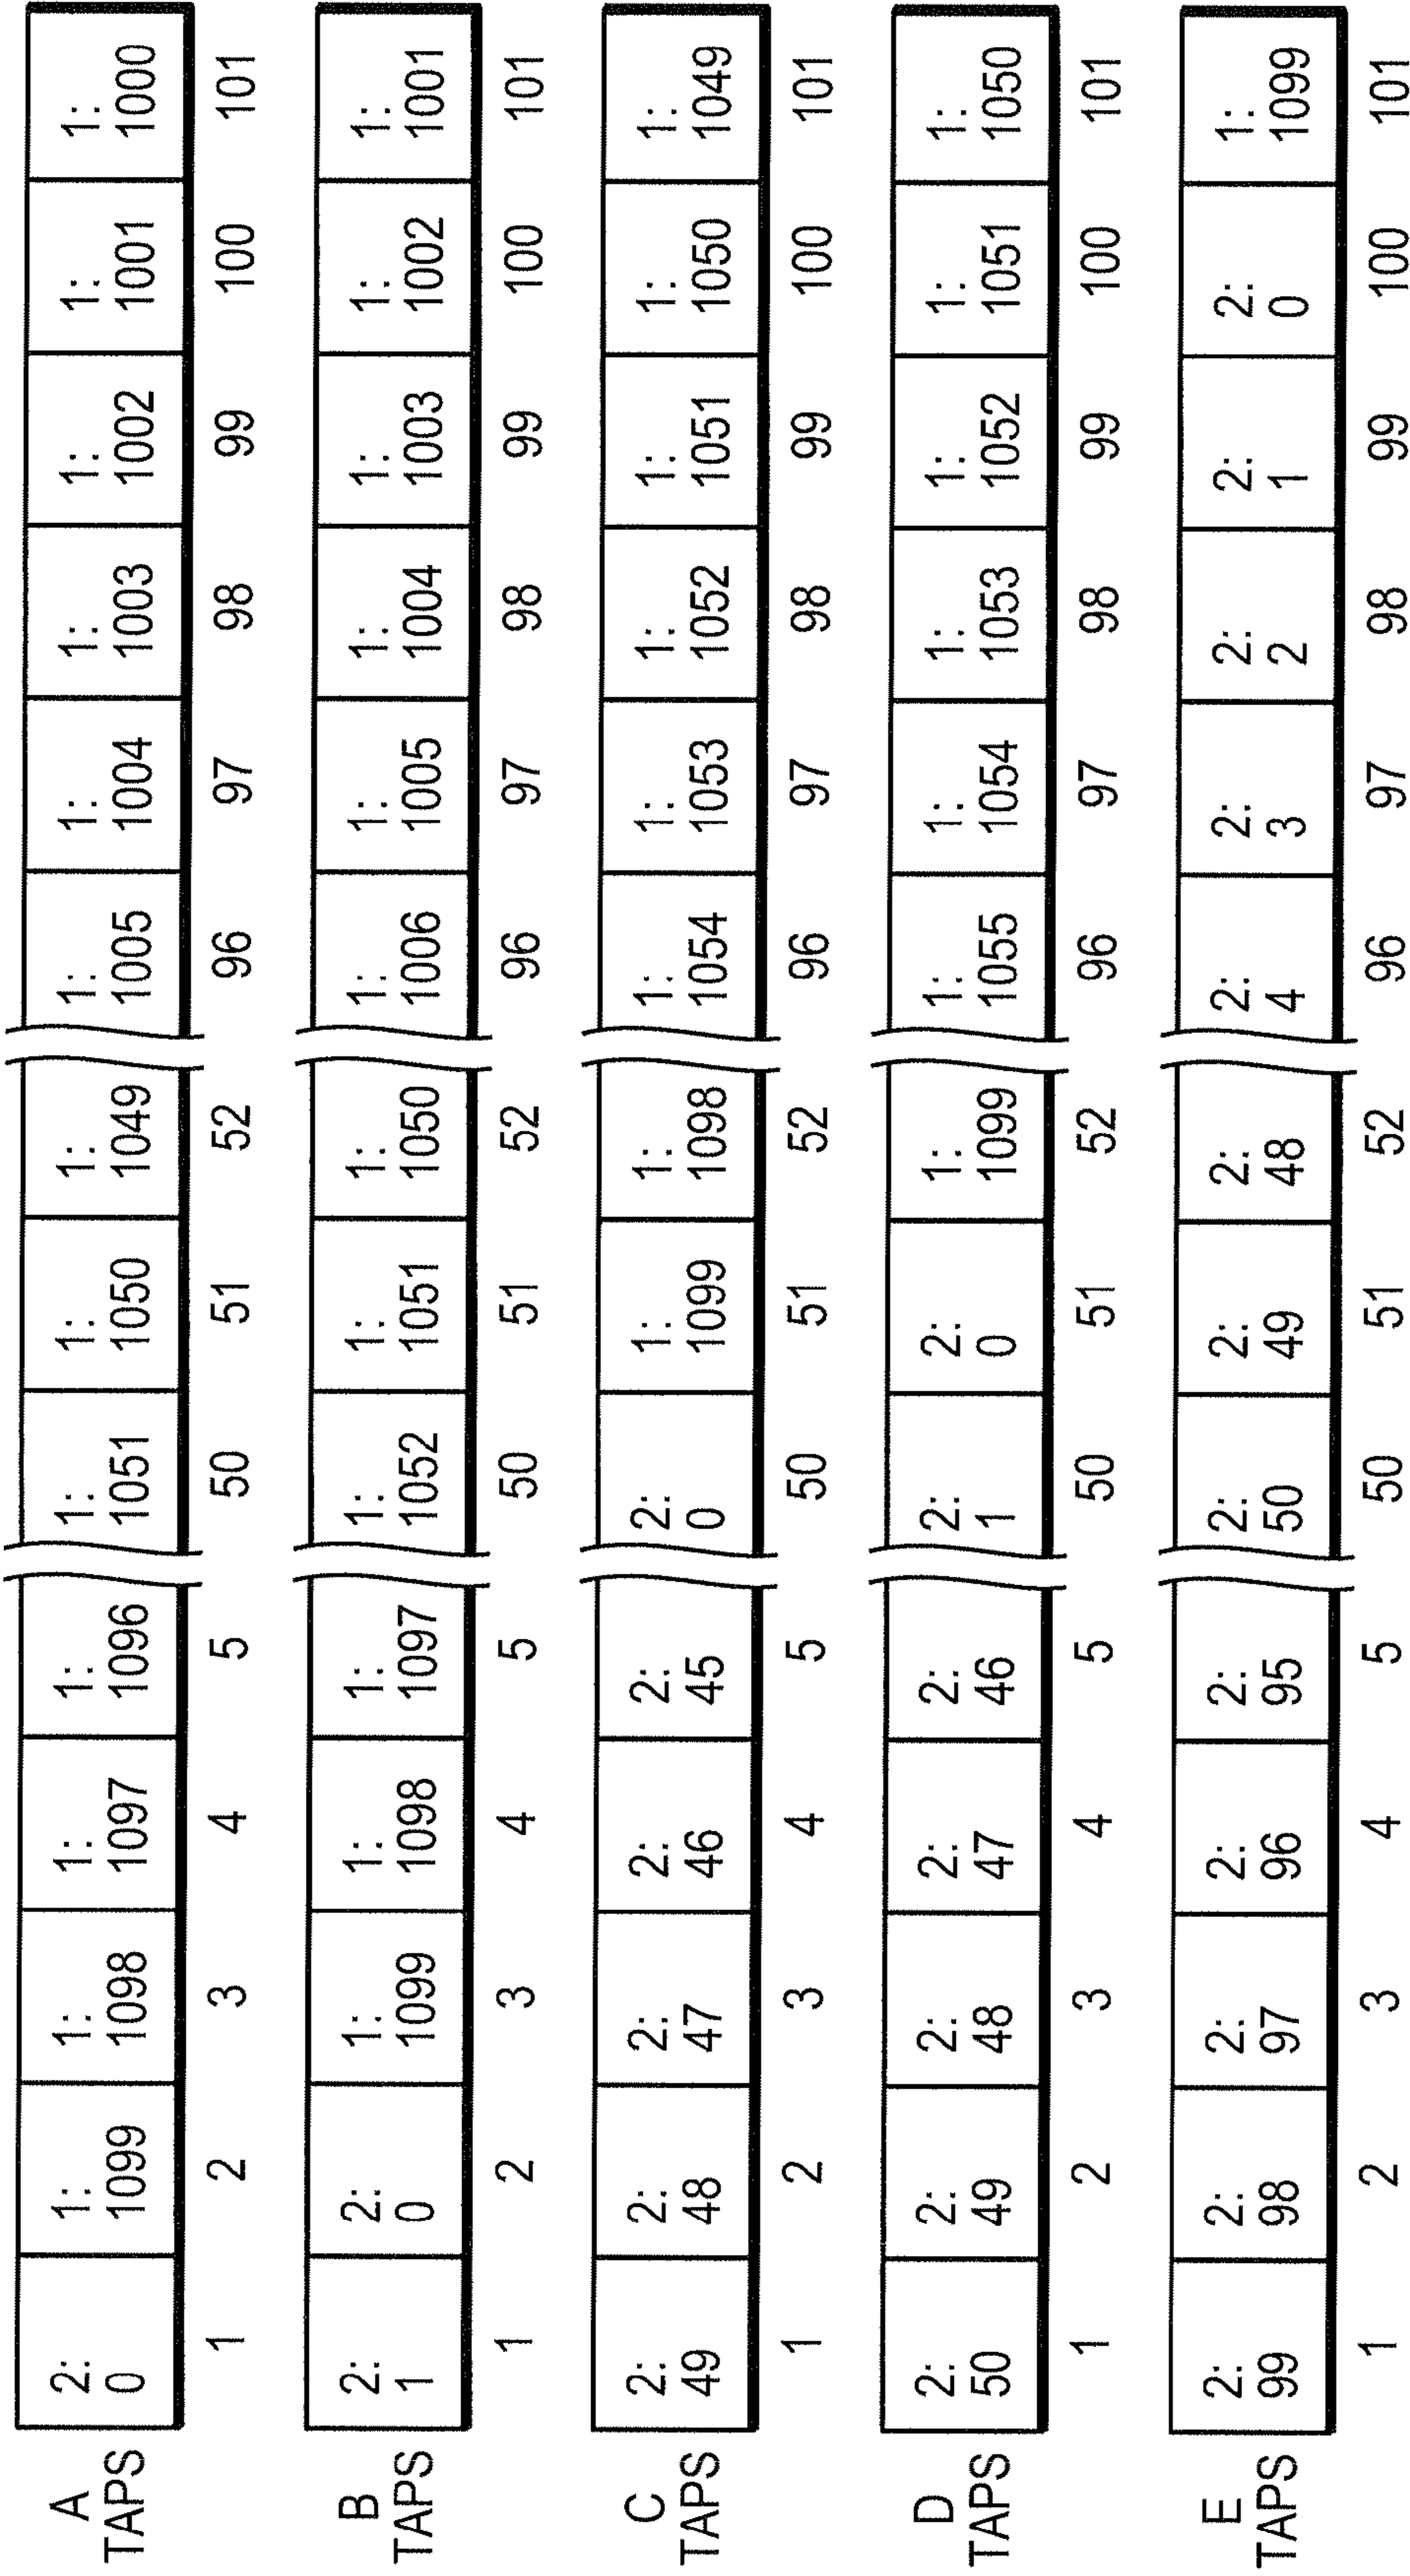 A
TAPS
2: 1: 1: 1: 1: 1: 1: 1: 1: 1: 1: 1: 1: 1:
0 1099 1098 1097 1096 1051 1050 1049 1005 1004 1003 1002 1001 1000
1 2 3 4 5 50 51 52 96 97 98 99 100 101
B
TAPS
2: 2: 1: 1: 1: 1: 1: 1: 1: 1: 1: 1: 1: 1:
1 0 1099 1098 1097 1052 1051 1050 1006 1005 1004 1003 1002 1001
1 2 3 4 5 50 51 52 96 97 98 99 100 101
C
TAPS
2: 2: 2: 2: 2: 2: 1: 1: 1: 1: 1: 1: 1: 1:
49 48 47 46 45 0 1099 1098 1054 1053 1052 1051 1050 1049
1 2 3 4 5 50 51 52 96 97 98 99 100 101
D
TAPS
2: 2: 2: 2: 2: 2: 2: 1: 1: 1: 1: 1: 1: 1:
50 49 48 47 46 1 0 1099 1055 1054 1053 1052 1051 1050
1 2 3 4 5 50 51 52 96 97 98 99 100 101
E
TAPS
2: 2: 2: 2: 2: 2: 2: 2: 2: 2: 2: 2: 2: 1:
99 98 97 96 95 50 49 48 4 3 2 1 0 1099
1 2 3 4 5 50 51 52 96 97 98 99 100 101